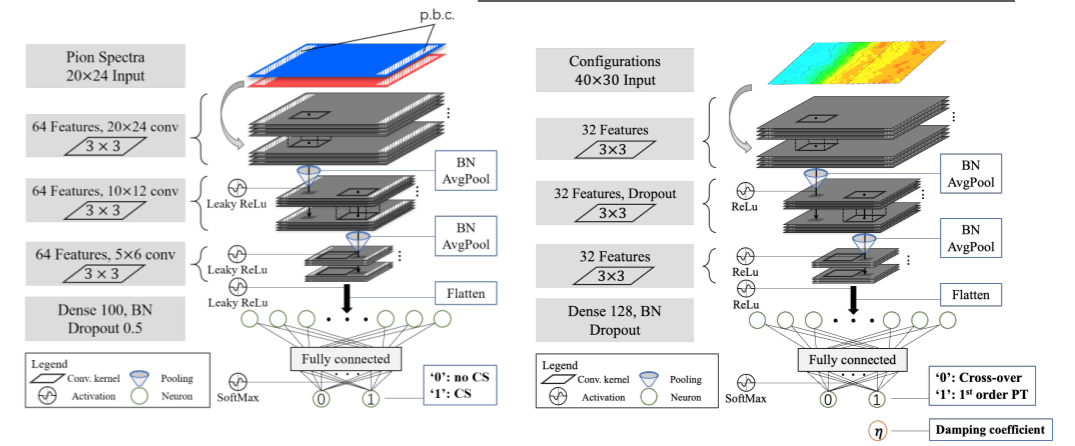 p.b.c.
Pion Spectra
20×24 Input
64 Features, 20×24 conv
3 × 3
BN
AvgPool
Leaky ReLu
64 Features, 10×12 conv
3 × 3
BN
AvgPool
64 Features, 5×6 conv
3 × 3
Leaky ReLu
Leaky ReLu
Flatten
Dense 100, BN
Dropout 0.5
Fully connected
Legend
Conv. kernel
Pooling
Activation
Neuron
SoftMax
0
1
‘0’: no CS
‘1’: CS
Configurations
40×30 Input
32 Features
3×3
BN
AvgPool
ReLu
32 Features, Dropout
3×3
BN
AvgPool
32 Features
3×3
ReLu
ReLu
Flatten
Dense 128, BN
Dropout
Fully connected
Legend
Conv. kernel
Pooling
Activation
Neuron
SoftMax
0
1
‘0’: Cross-over
‘1’: 1st order PT
η
Damping coefficient